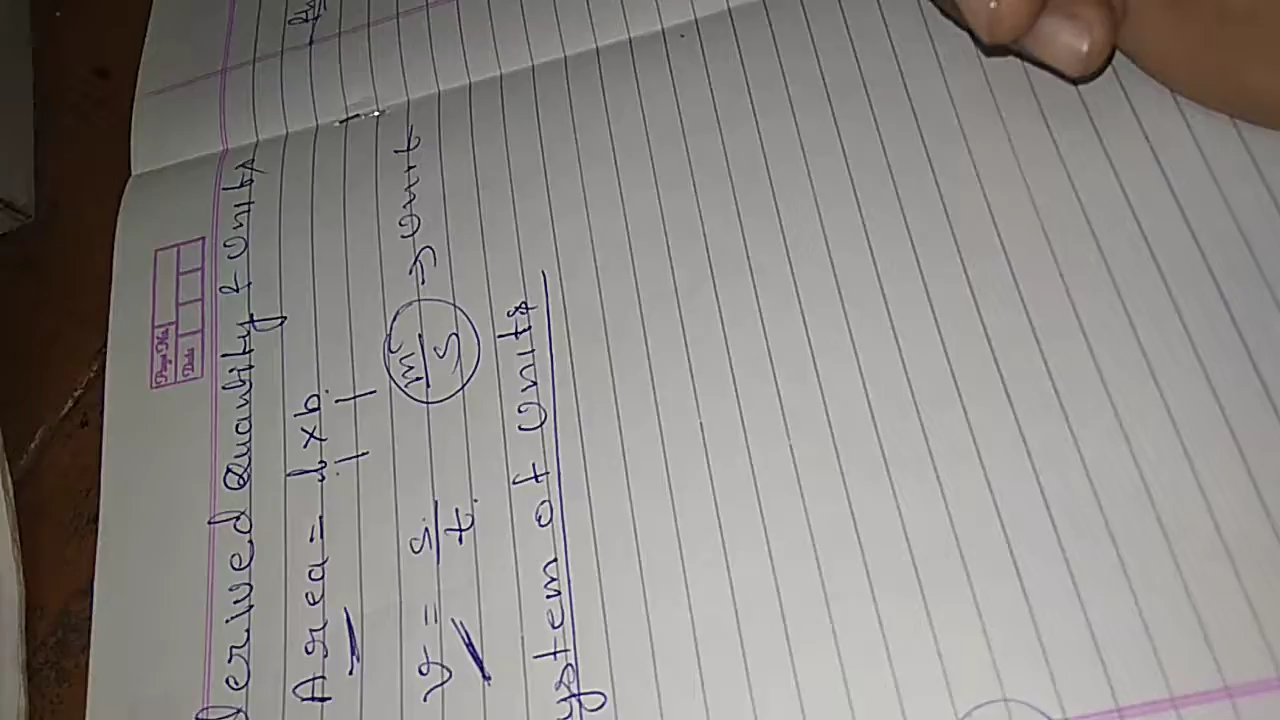 Page No.
Date
derived quantity & Units
Area = l x b
v = s/t m/s → unit
ystem of Units